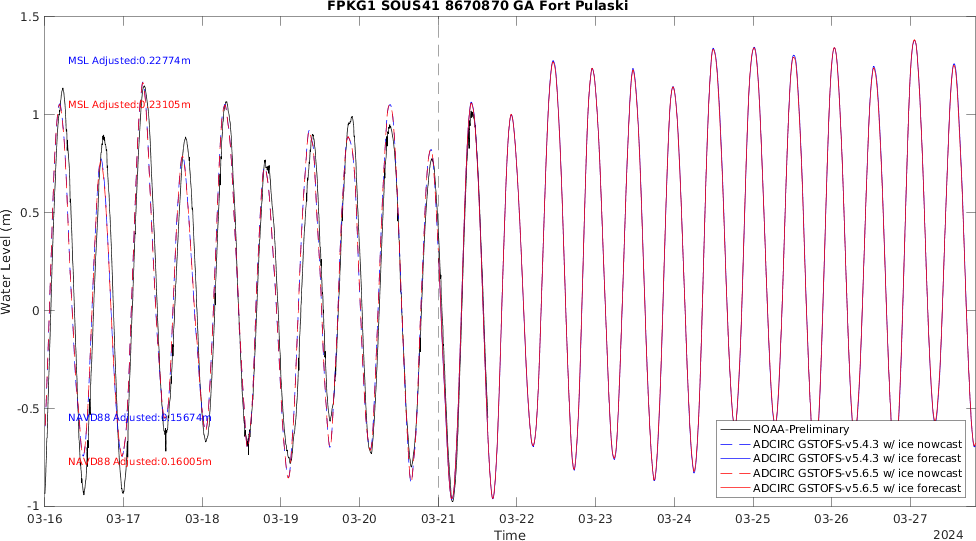 FPKG1 SOUS41 8670870 GA Fort Pulaski
1.5
1
0.5
0
-0.5
-1
Water Level (m)
MSL Adjusted:0.22774m
MSL Adjusted:0.23105m
NAVD88 Adjusted:0.15674m
NAVD88 Adjusted:0.16005m
NOAA-Preliminary
ADCIRC GSTOFS-v5.4.3 w/ ice nowcast
ADCIRC GSTOFS-v5.4.3 w/ ice forecast
ADCIRC GSTOFS-v5.6.5 w/ ice nowcast
ADCIRC GSTOFS-v5.6.5 w/ ice forecast
03-16 03-17 03-18 03-19 03-20 03-21 03-22 03-23 03-24 03-25 03-26 03-27
Time
2024